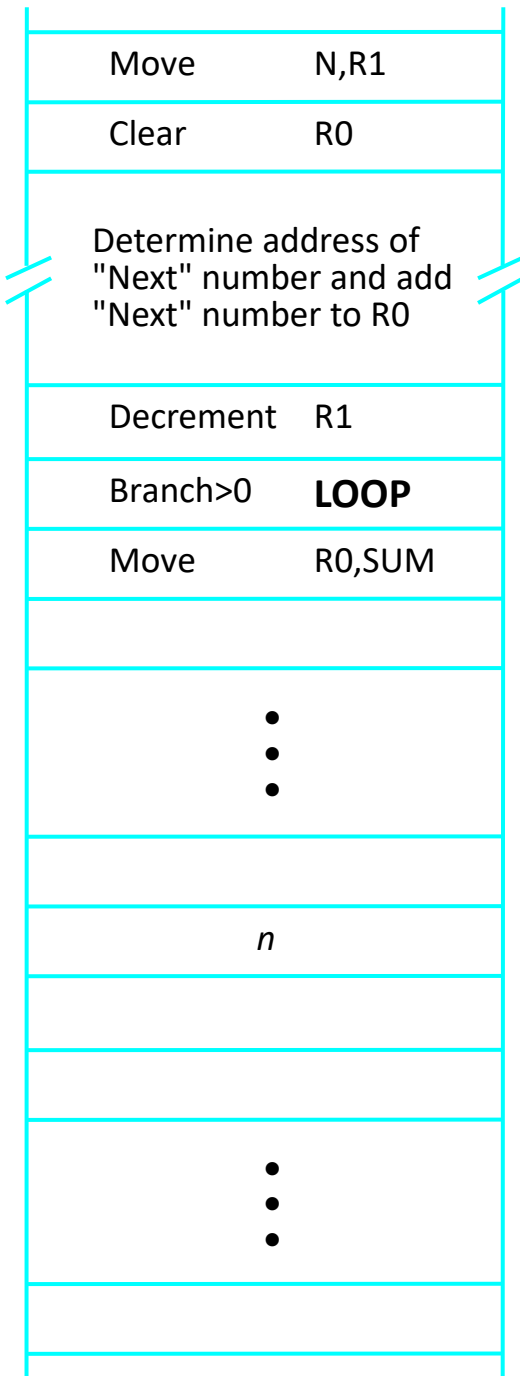 Move N,R1
Clear R0
Determine address of
"Next" number and add
"Next" number to R0
Decrement R1
Branch>0 LOOP
Move R0,SUM
n